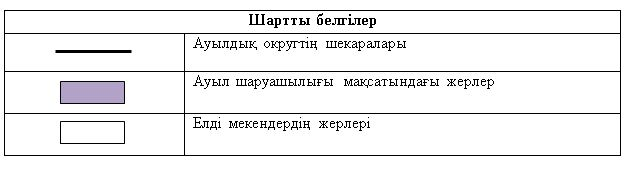 Шартты белгілер
Ауылдық округтің шекаралары
Ауыл шаруашылығы мақсатындағы жерлер
Елді мекендердің жерлері